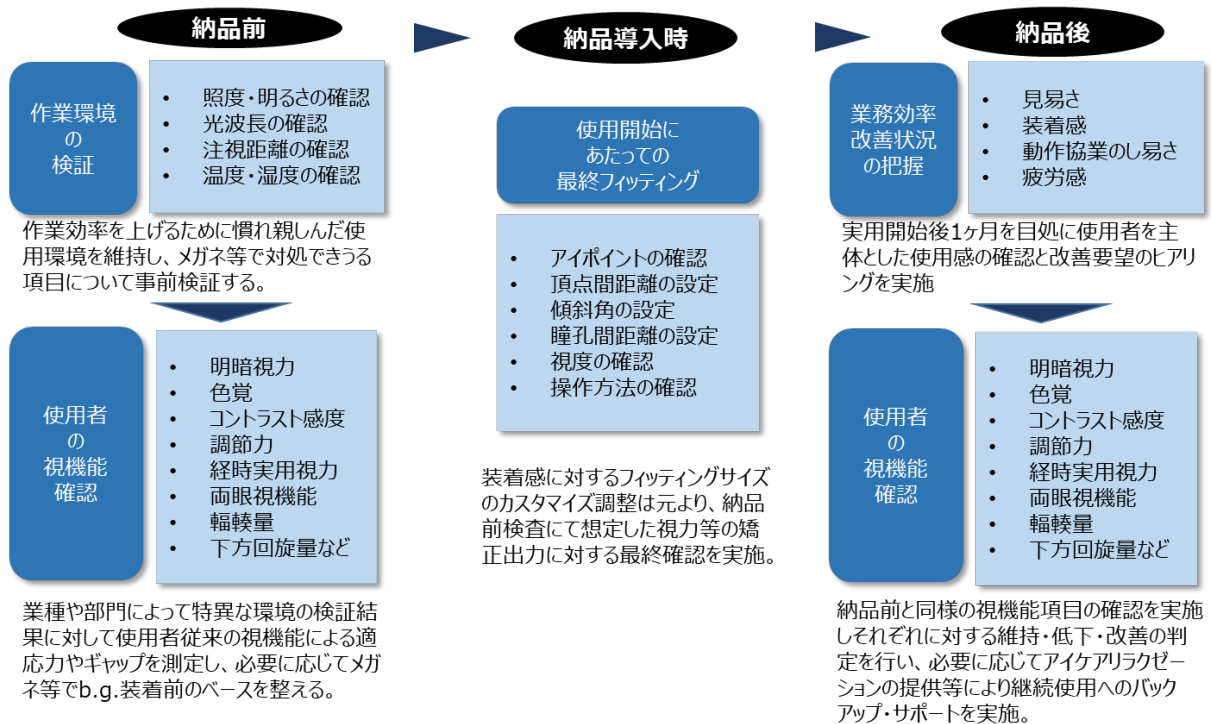 納品前
作業環境
の
検証
• 照度・明るさの確認
• 光波長の確認
• 注視距離の確認
• 温度・湿度の確認
作業効率を上げるために慣れ親しんだ使
用環境を維持し、メガネ等で対処できうる
項目について事前検証する。
使用者
の
視機能
確認
• 明暗視力
• 色覚
• コントラスト感度
• 調節力
• 経時実用視力
• 両眼視機能
• 輻輳量
• 下方回旋量など
業種や部門によって特異な環境の検証結
果に対して使用者従来の視機能による適
応力やギャップを測定し、必要に応じてメガ
ネ等でb.g.装着前のベースを整える。
納品導入時
使用開始に
あたっての
最終フィッティング
• アイポイントの確認
• 頂点間距離の設定
• 傾斜角の設定
• 瞳孔間距離の設定
• 視度の確認
• 操作方法の確認
装着感に対するフィッティングサイズ
のカスタマイズ調整は元より、納品
前検査にて想定した視力等の矯
正出力に対する最終確認を実施。
納品後
業務効率
改善状況
の把握
• 見易さ
• 装着感
• 動作協業のし易さ
• 疲労感
実用開始後1ヶ月を目処に使用者を主
体とした使用感の確認と改善要望のヒアリ
ングを実施
使用者
の
視機能
確認
• 明暗視力
• 色覚
• コントラスト感度
• 調節力
• 経時実用視力
• 両眼視機能
• 輻輳量
• 下方回旋量など
納品前と同様の視機能項目の確認を実施
しそれぞれに対する維持・低下・改善の判
定を行い、必要に応じてアイケアリラクゼー
ションの提供等により継続使用へのバック
アップ・サポートを実施。